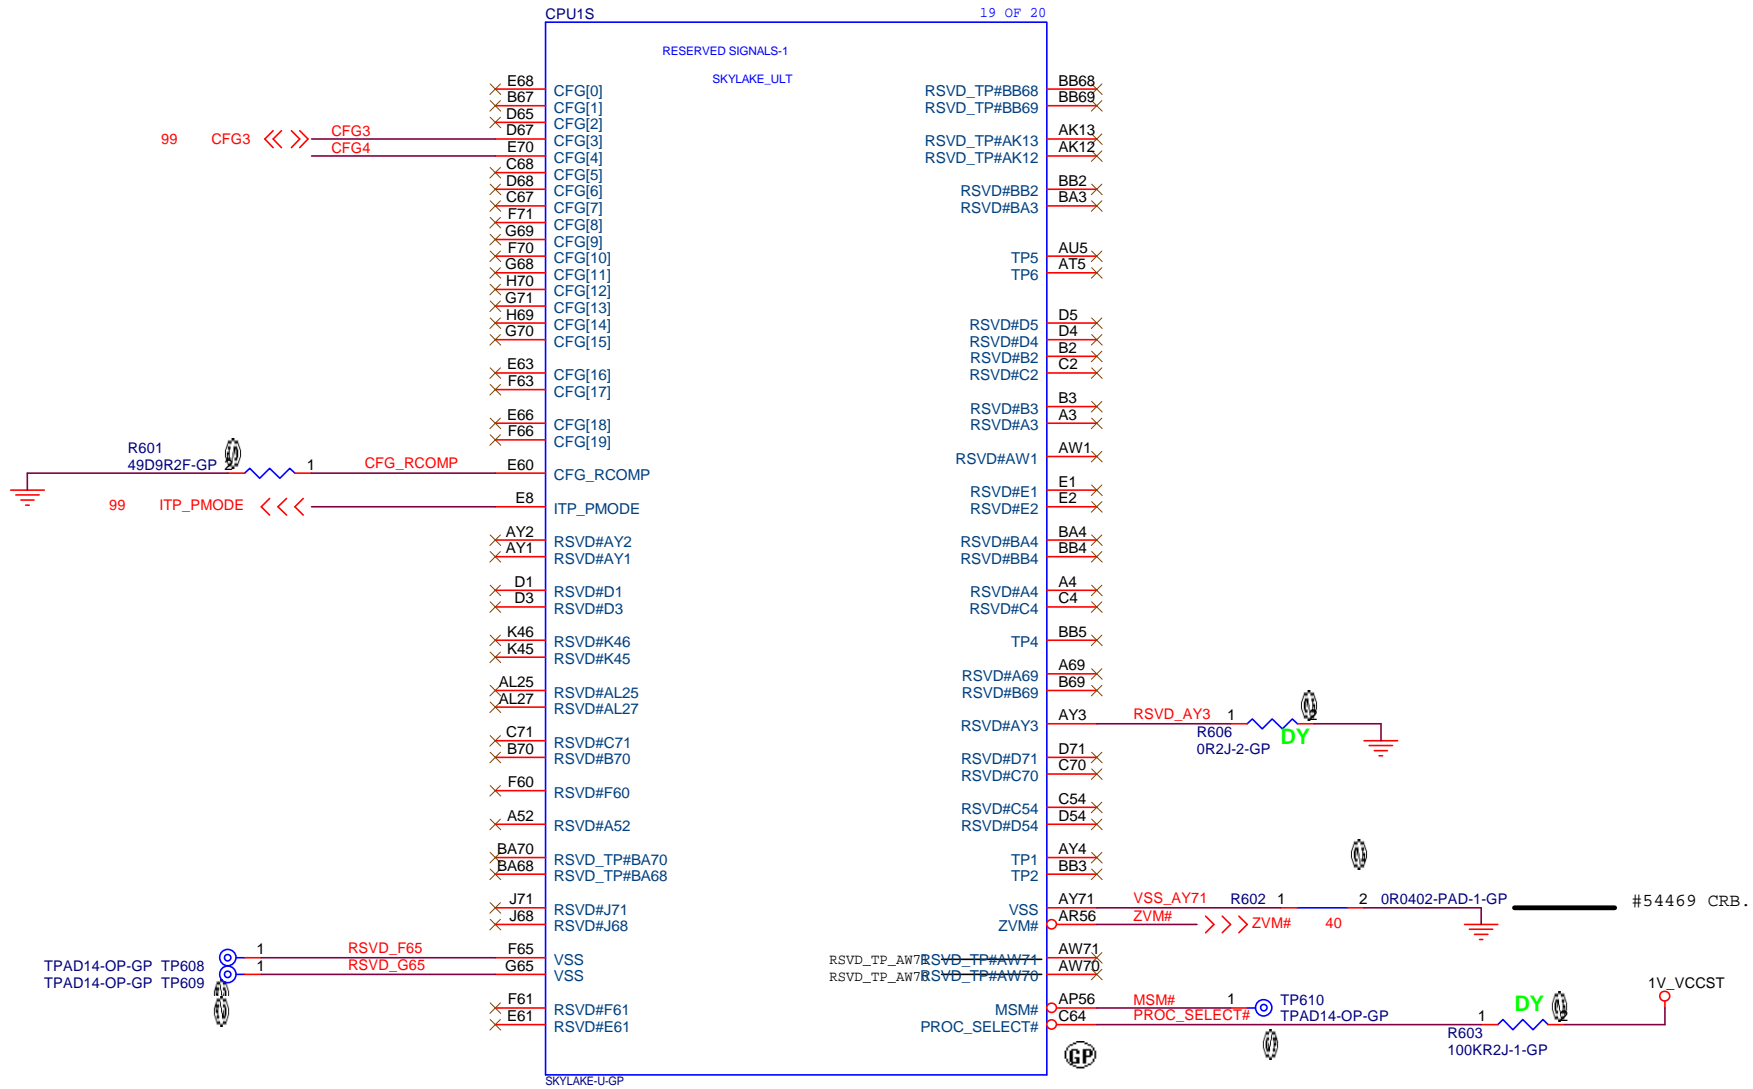 CPU1S
19 OF 20
RESERVED SIGNALS-1
SKYLAKE_ULT
E68 CFG[0]
B67 CFG[1]
D65 CFG[2]
99 CFG3 CFG3 D67 CFG[3]
CFG4 E70 CFG[4]
C68 CFG[5]
D68 CFG[6]
C67 CFG[7]
F71 CFG[8]
G69 CFG[9]
F70 CFG[10]
G68 CFG[11]
H70 CFG[12]
G71 CFG[13]
H69 CFG[14]
G70 CFG[15]
E63 CFG[16]
F63 CFG[17]
E66 CFG[18]
F66 CFG[19]
R601
49D9R2F-GP 2 1 CFG_RCOMP E60 CFG_RCOMP
99 ITP_PMODE E8 ITP_PMODE
AY2 RSVD#AY2
AY1 RSVD#AY1
D1 RSVD#D1
D3 RSVD#D3
K46 RSVD#K46
K45 RSVD#K45
AL25 RSVD#AL25
AL27 RSVD#AL27
C71 RSVD#C71
B70 RSVD#B70
F60 RSVD#F60
A52 RSVD#A52
BA70 RSVD_TP#BA70
BA68 RSVD_TP#BA68
J71 RSVD#J71
J68 RSVD#J68
TPAD14-OP-GP TP608 1 RSVD_F65 F65 VSS
TPAD14-OP-GP TP609 1 RSVD_G65 G65 VSS
F61 RSVD#F61
E61 RSVD#E61
RSVD_TP#BB68 BB68
RSVD_TP#BB69 BB69
RSVD_TP#AK13 AK13
RSVD_TP#AK12 AK12
RSVD#BB2 BB2
RSVD#BA3 BA3
TP5 AU5
TP6 AT5
RSVD#D5 D5
RSVD#D4 D4
RSVD#B2 B2
RSVD#C2 C2
RSVD#B3 B3
RSVD#A3 A3
RSVD#AW1 AW1
RSVD#E1 E1
RSVD#E2 E2
RSVD#BA4 BA4
RSVD#BB4 BB4
RSVD#A4 A4
RSVD#C4 C4
TP4 BB5
RSVD#A69 A69
RSVD#B69 B69
RSVD#AY3 AY3 RSVD_AY3 1 2
R606 DY
0R2J-2-GP
RSVD#D71 D71
RSVD#C70 C70
RSVD#C54 C54
RSVD#D54 D54
TP1 AY4
TP2 BB3
VSS AY71 VSS_AY71 R602 1 2 0R0402-PAD-1-GP #54469 CRB.
ZVM# AR56 ZVM# ZVM# 40
RSVD_TP_AW71 RSVD_TP#AW71 AW71
RSVD_TP_AW70 RSVD_TP#AW70 AW70
MSM# AP56 MSM# 1 TP610
TPAD14-OP-GP
PROC_SELECT# C64 PROC_SELECT# 1 DY 2 1V_VCCST
R603
100KR2J-1-GP
GP
SKYLAKE-U-GP